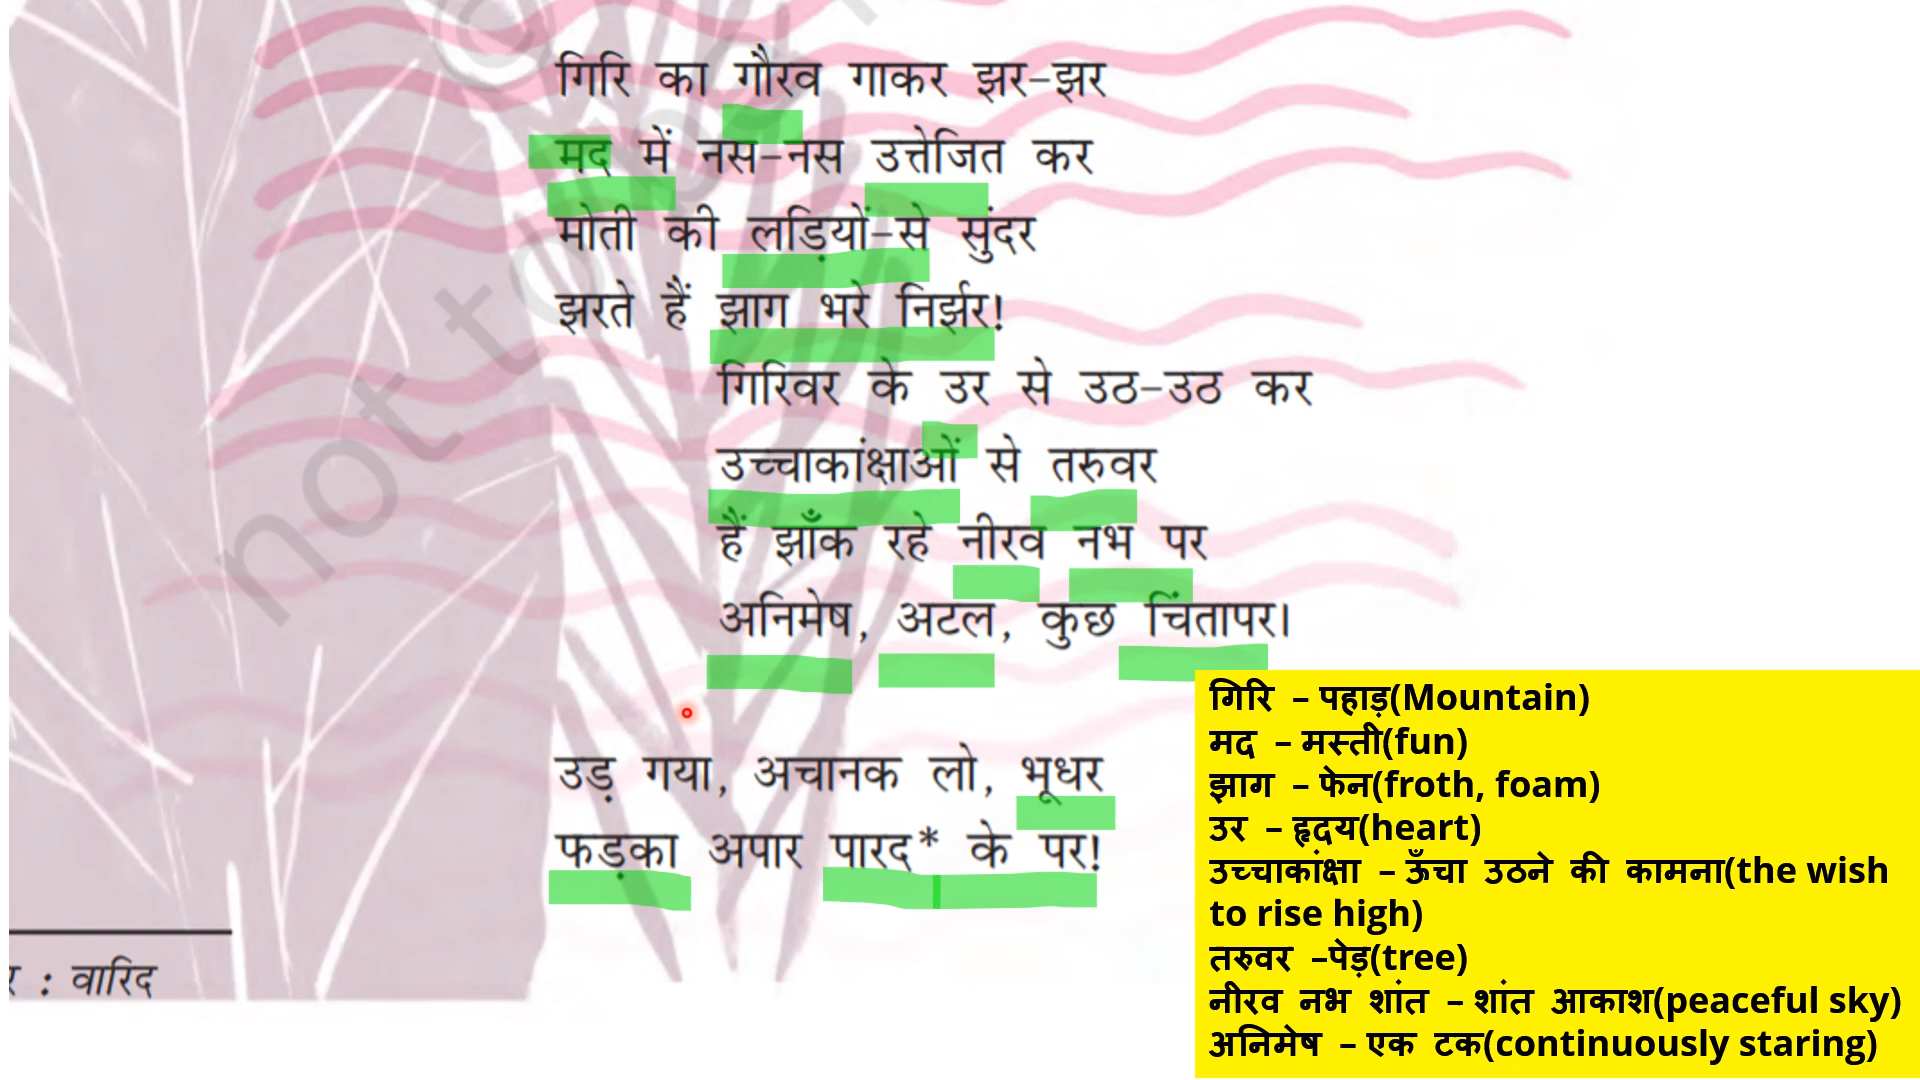 गिरि का गौरव गाकर झर-झर
मद में नस-नस उत्तेजित कर
मोती की लड़ियों-से सुंदर
झरते हैं झाग भरे निर्झर!
गिरिवर के उर से उठ-उठ कर
उच्चाकांक्षाओं से तरुवर
हैं झाँक रहे नीरव नभ पर
अनिमेष, अटल, कुछ चिंतापर।
उड़ गया, अचानक लो, भूधर
फड़का अपार पारद* के पर!
: वारिद
not to
गिरि – पहाड़(Mountain)
मद – मस्ती(fun)
झाग – फेन(froth, foam)
उर – हृदय(heart)
उच्चाकांक्षा – ऊँचा उठने की कामना(the wish
to rise high)
तरुवर –पेड़(tree)
नीरव नभ शांत – शांत आकाश(peaceful sky)
अनिमेष – एक टक(continuously staring)